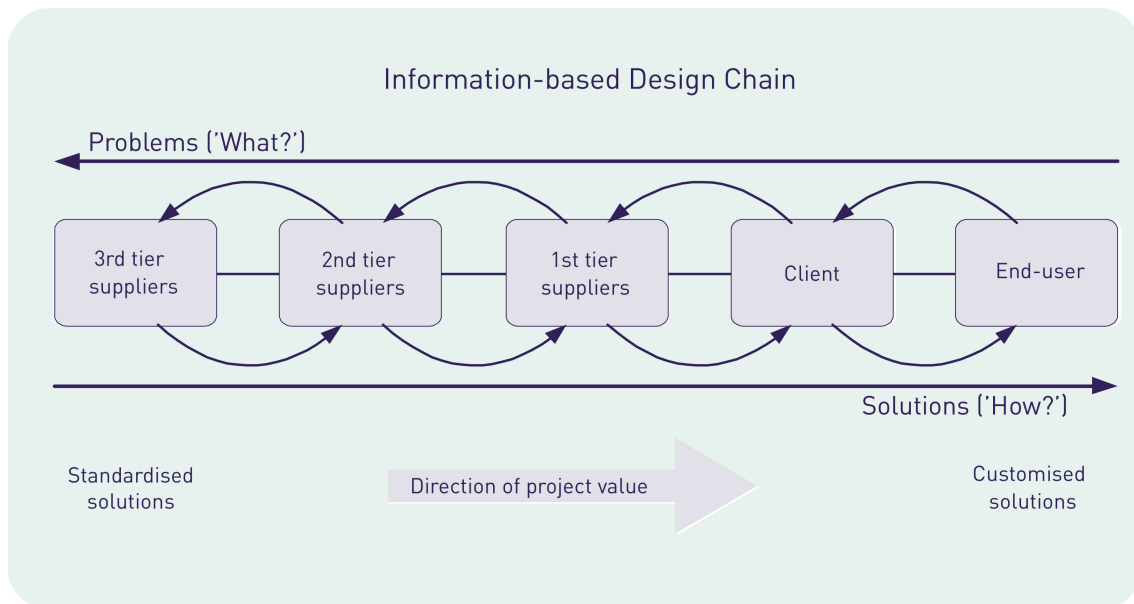 Information-based Design Chain
Problems ('What?')
3rd tier
suppliers
2nd tier
suppliers
1st tier
suppliers
Client
End-user
Solutions ('How?')
Standardised
solutions
Direction of project value
Customised
solutions